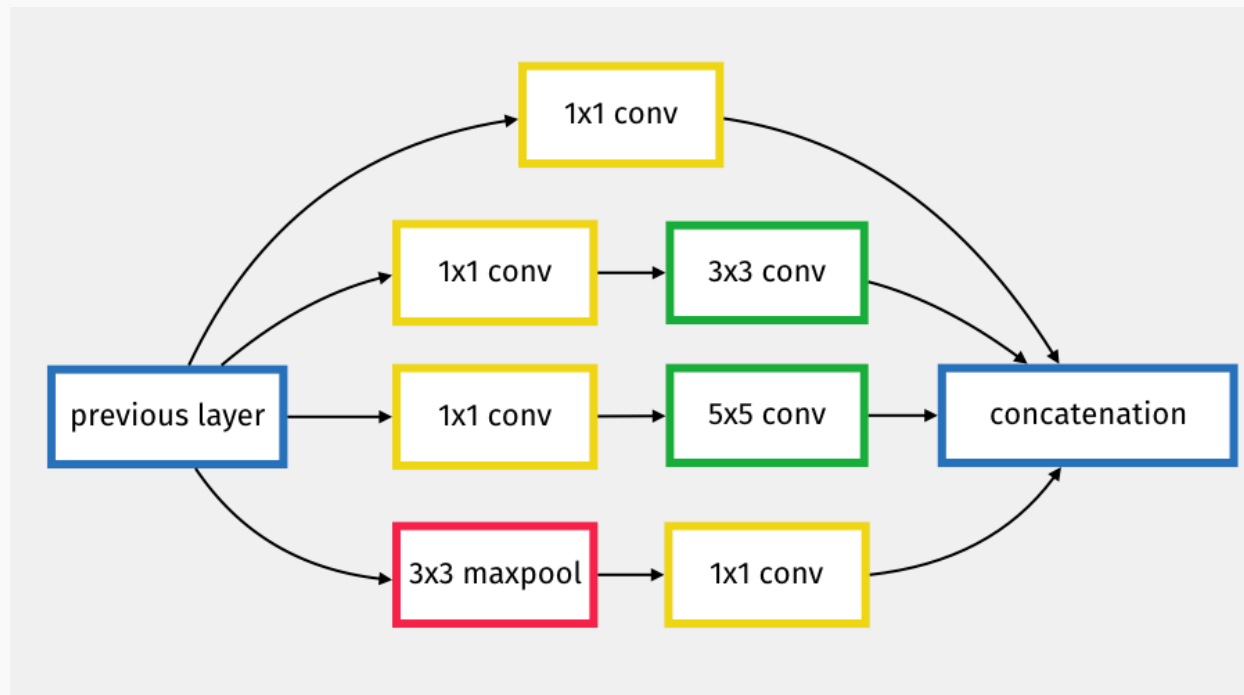 1x1 conv
1x1 conv
3x3 conv
previous layer
1x1 conv
5x5 conv
concatenation
3x3 maxpool
1x1 conv